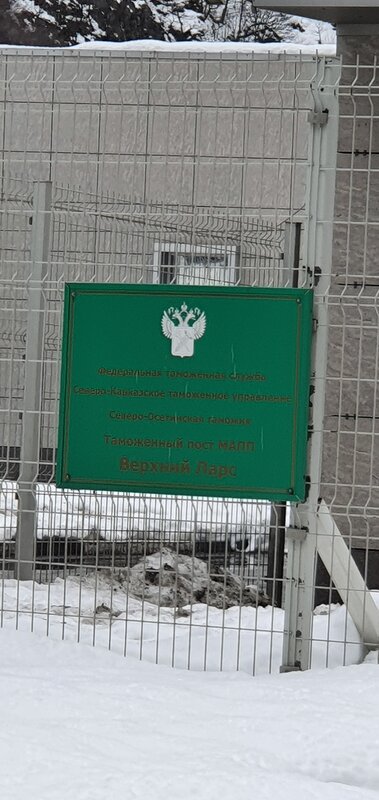 Федеральная таможенная служба
Северо-Кавказское таможенное управление
Северо-Осетинская таможня
Таможенный пост МАПП
Верхний Ларс